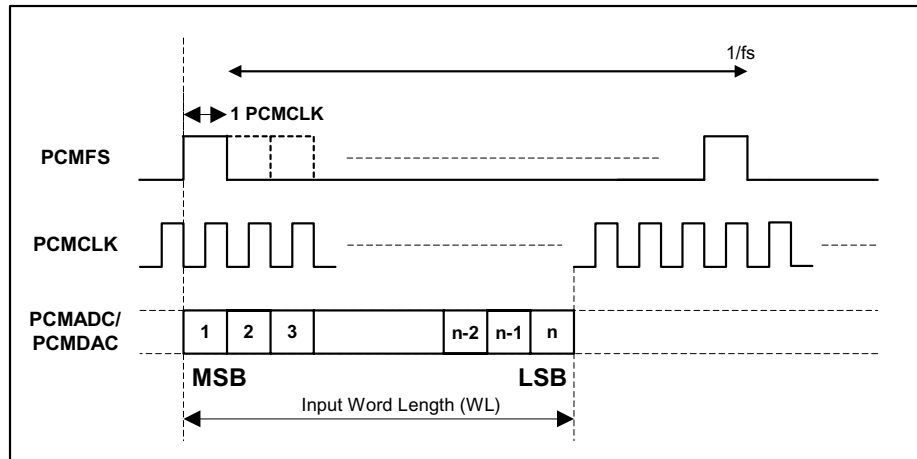 1/fs
1 PCMCLK
PCMFS
PCMCLK
PCMADC/
PCMDAC
1 2 3 n-2 n-1 n
MSB LSB
Input Word Length (WL)